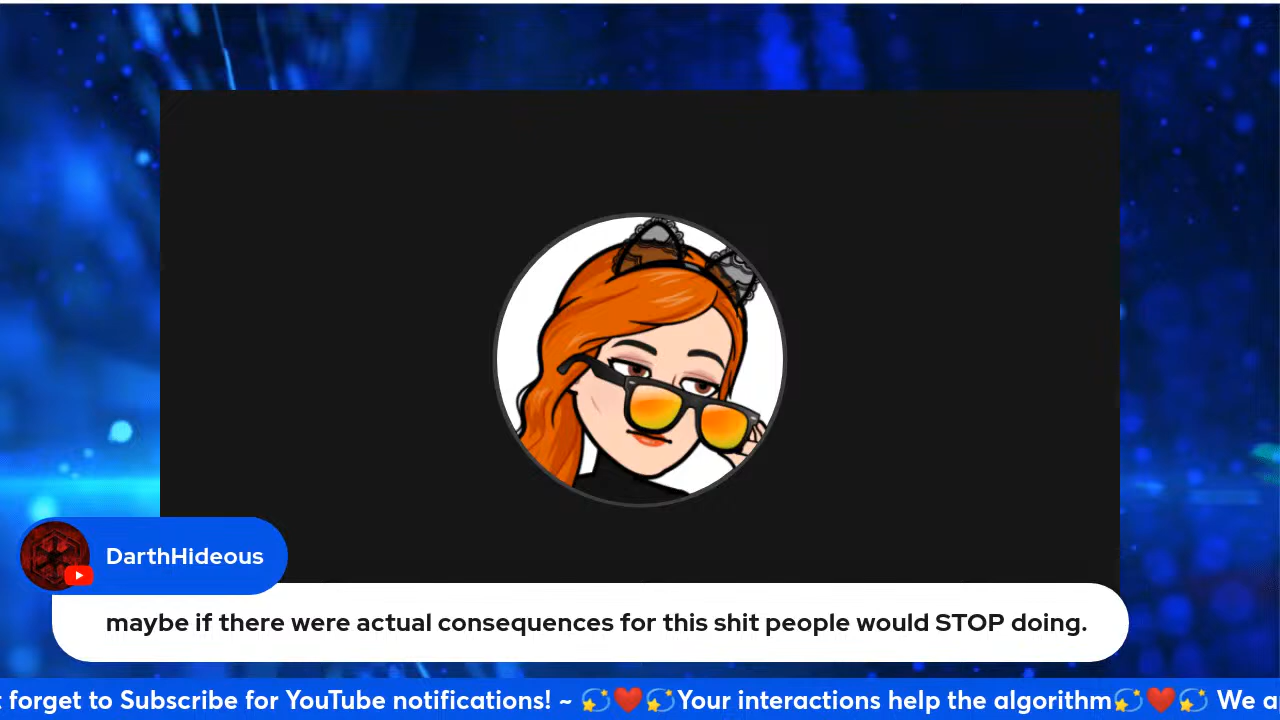 DarthHideous
maybe if there were actual consequences for this shit people would STOP doing.
forget to Subscribe for YouTube notifications! ~ 💫❤️💫Your interactions help the algorithm💫❤️💫 We a